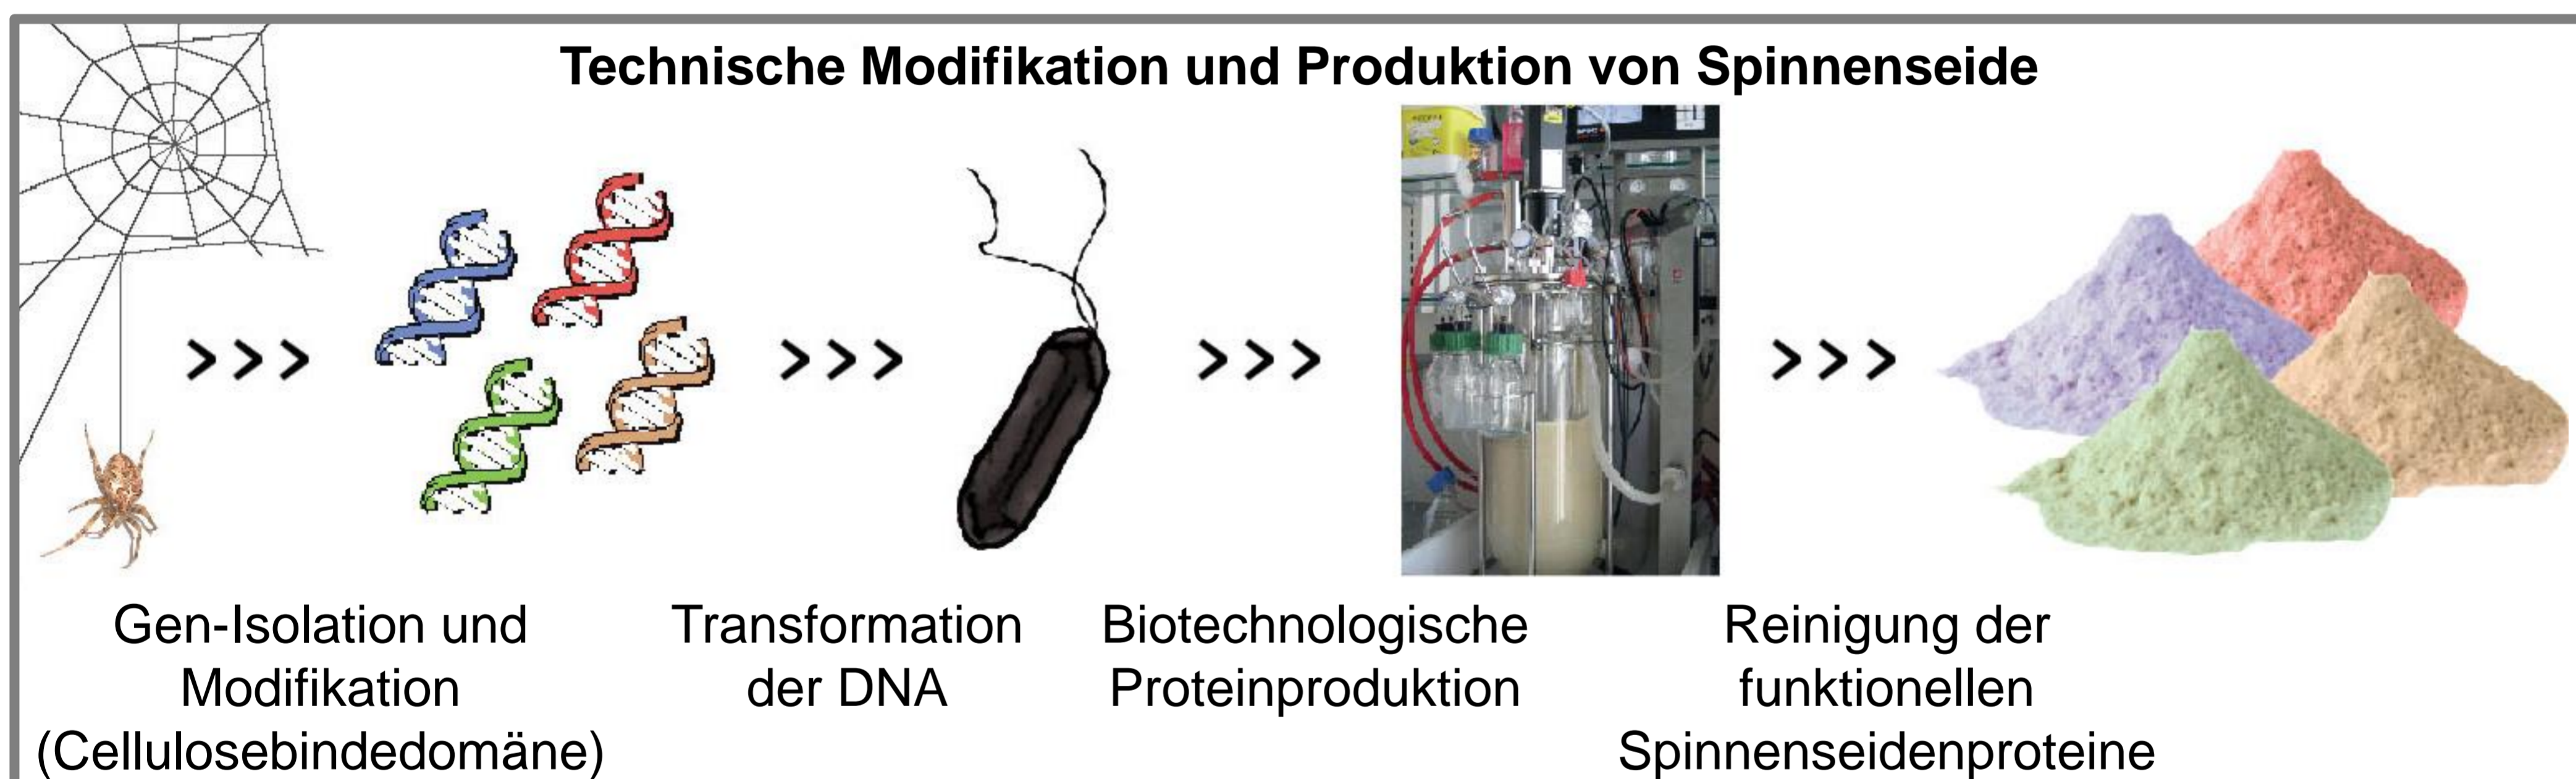 Technische Modifikation und Produktion von Spinnenseide
>>> >>> >>> >>>
Gen-Isolation und
Modifikation
(Cellulosebindedomäne)
Transformation
der DNA
Biotechnologische
Proteinproduktion
Reinigung der
funktionellen
Spinnenseidenproteine